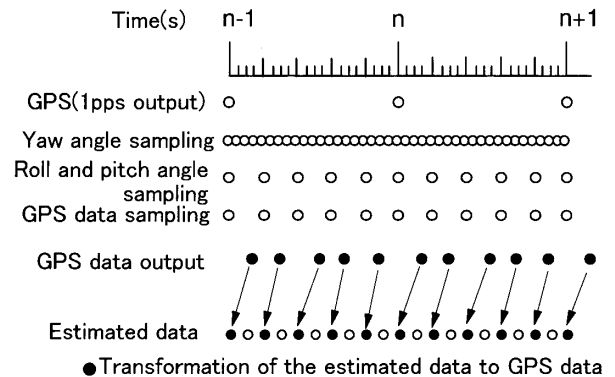 Time(s) n-1 n n+1
GPS(1pps output)
Yaw angle sampling
Roll and pitch angle
sampling
GPS data sampling
GPS data output
Estimated data
●Transformation of the estimated data to GPS data